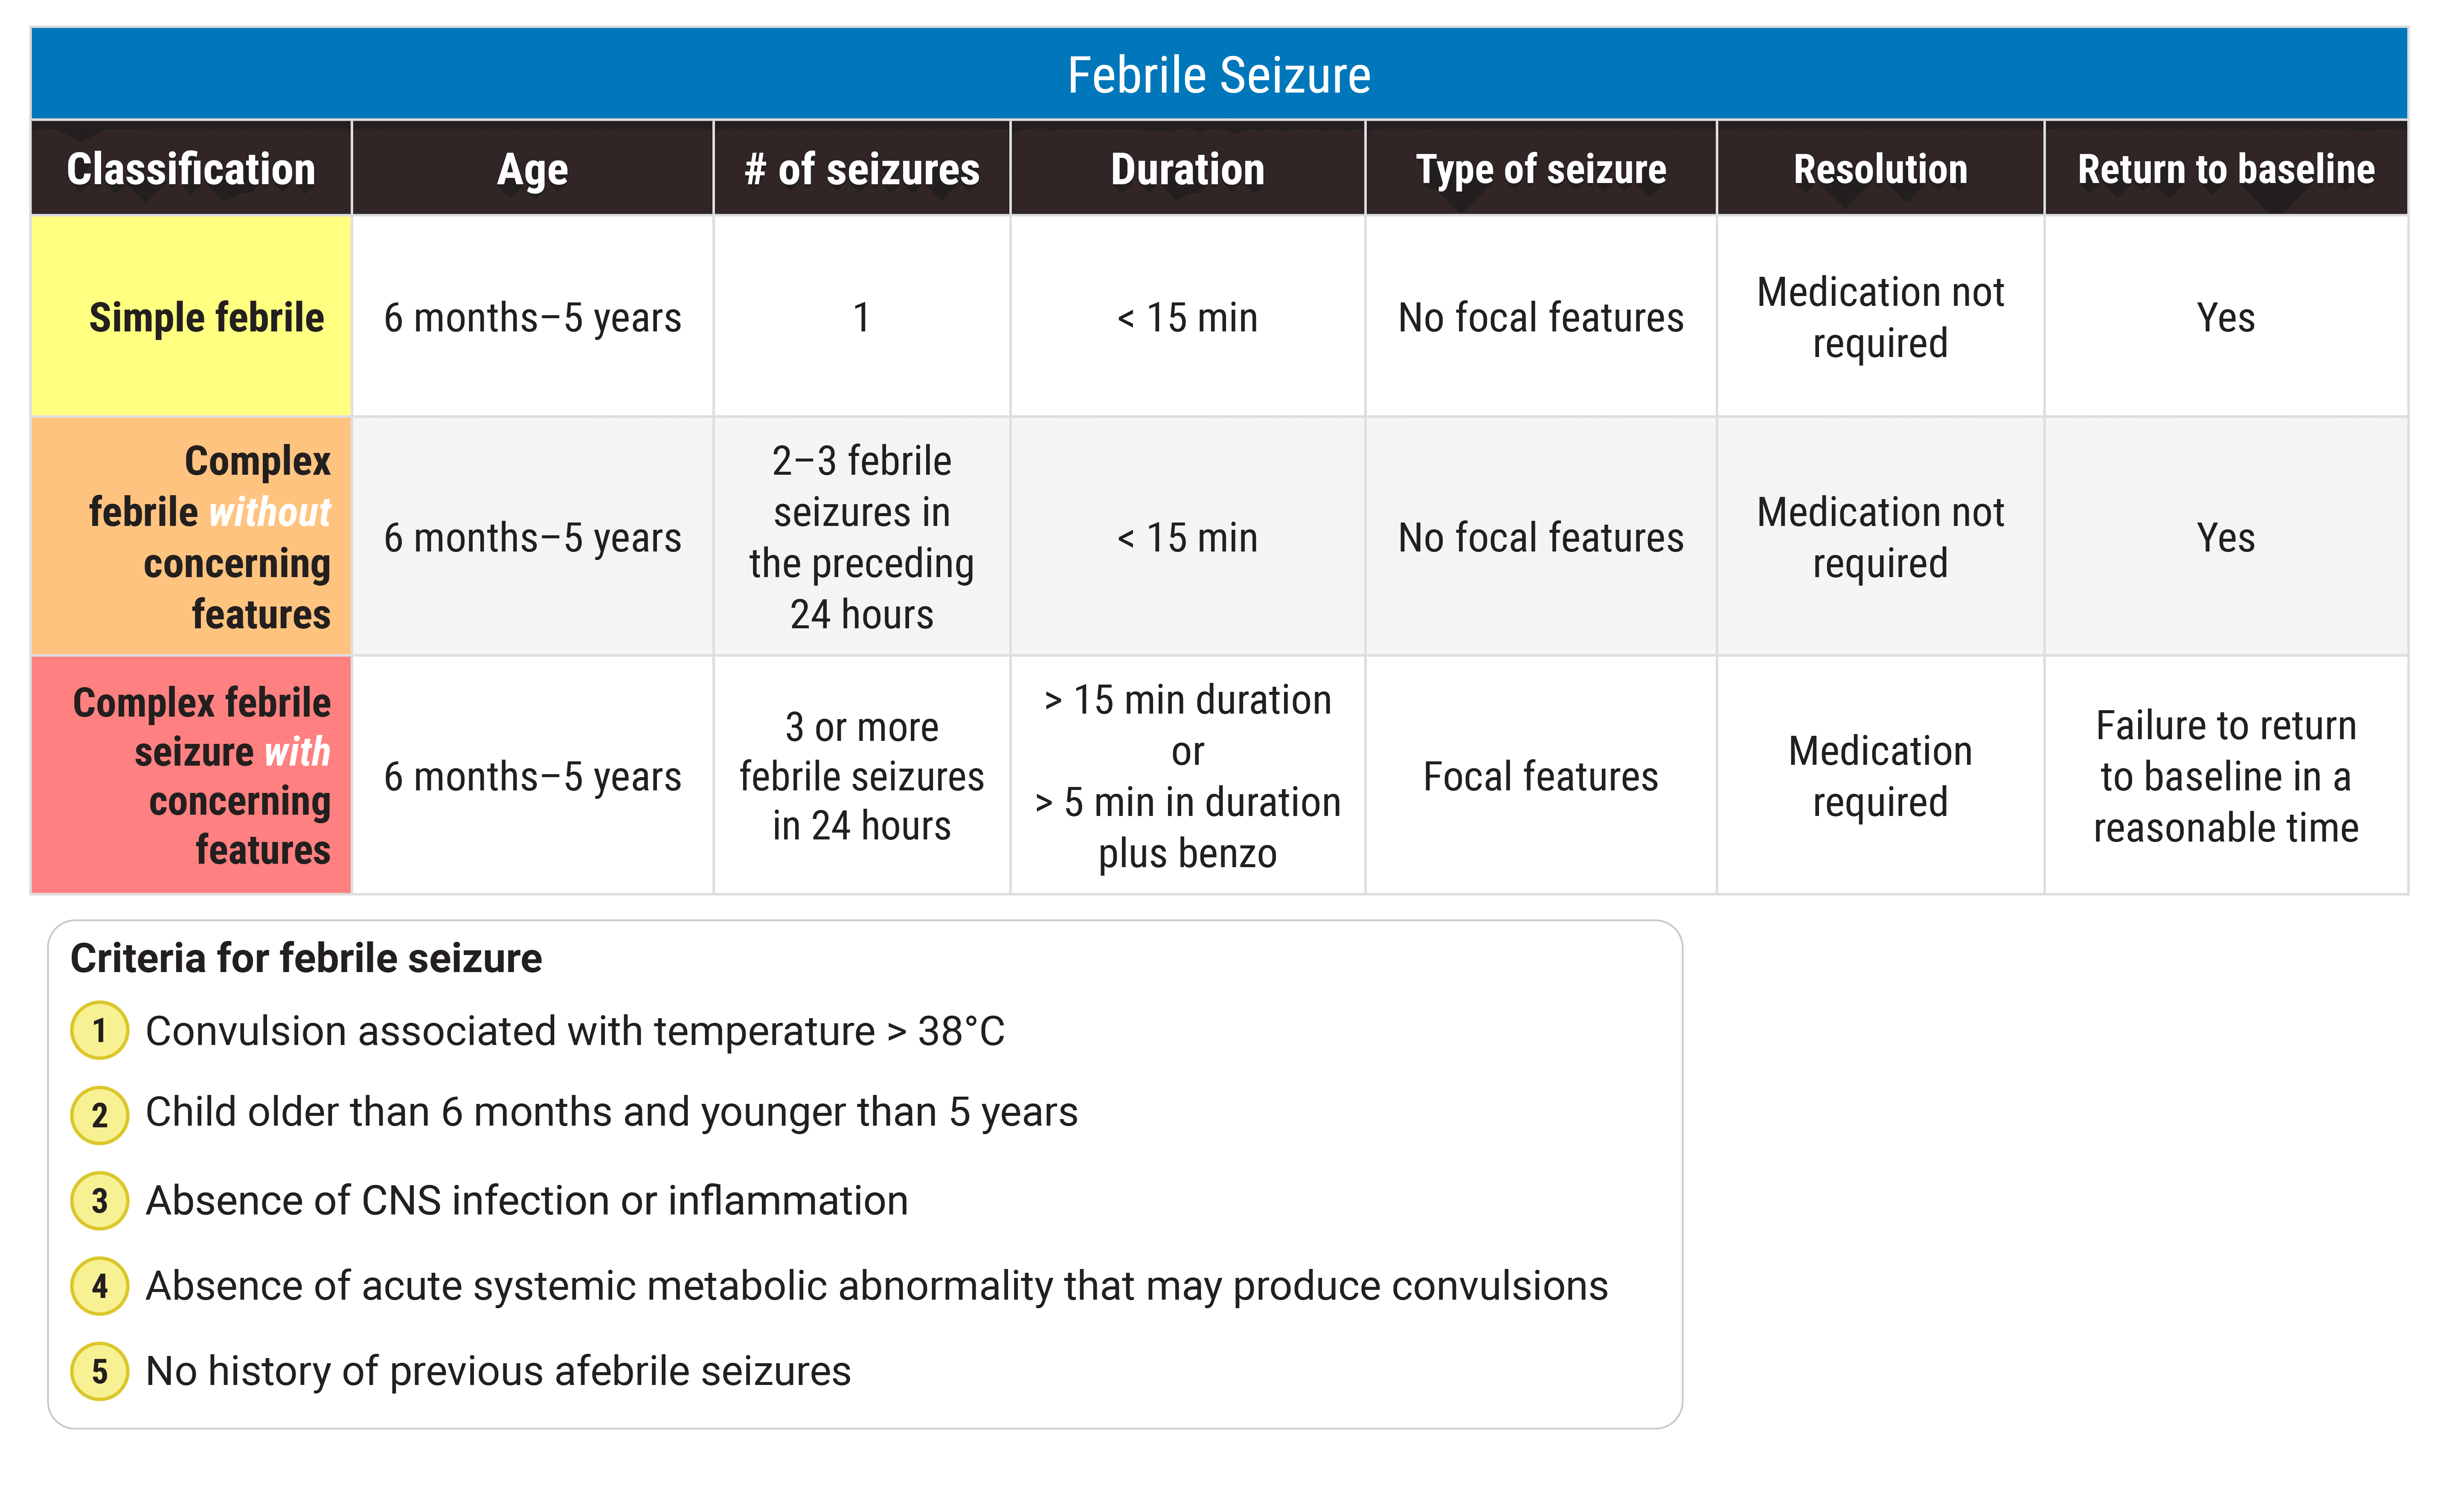 Febrile Seizure
Classification
Age
# of seizures
Duration
Type of seizure
Resolution
Return to baseline
Simple febrile
6 months–5 years
1
< 15 min
No focal features
Medication not
required
Yes
Complex
febrile without
concerning
features
6 months–5 years
2–3 febrile
seizures in
the preceding
24 hours
< 15 min
No focal features
Medication not
required
Yes
Complex febrile
seizure with
concerning
features
6 months–5 years
3 or more
febrile seizures
in 24 hours
> 15 min duration
or
> 5 min in duration
plus benzo
Focal features
Medication
required
Failure to return
to baseline in a
reasonable time
Criteria for febrile seizure
1 Convulsion associated with temperature > 38°C
2 Child older than 6 months and younger than 5 years
3 Absence of CNS infection or inflammation
4 Absence of acute systemic metabolic abnormality that may produce convulsions
5 No history of previous afebrile seizures